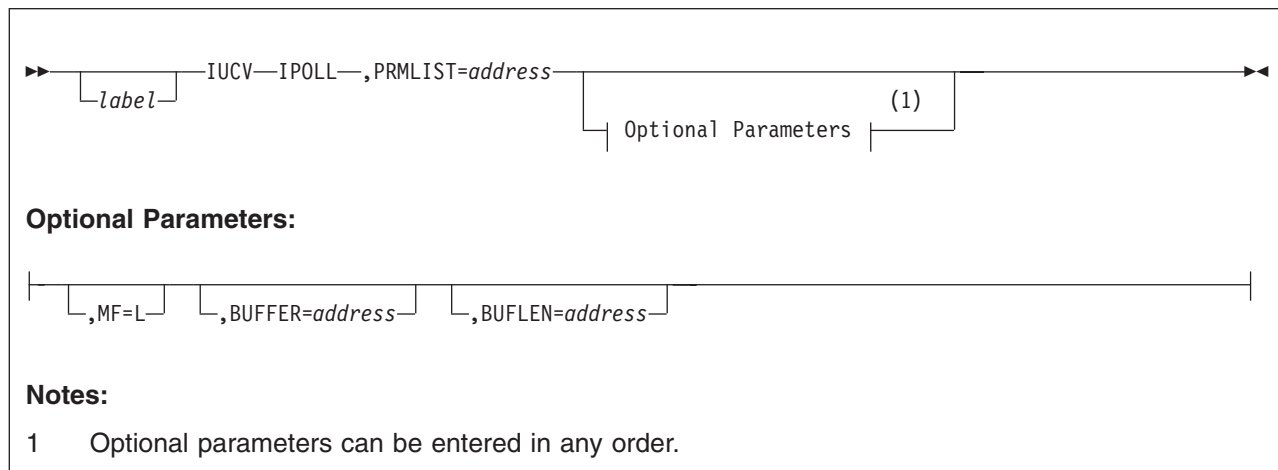 IUCV IPOLL ,PRMLIST=address
label
(1)
Optional Parameters
Optional Parameters:
,MF=L ,BUFFER=address ,BUFLEN=address
Notes:
1 Optional parameters can be entered in any order.